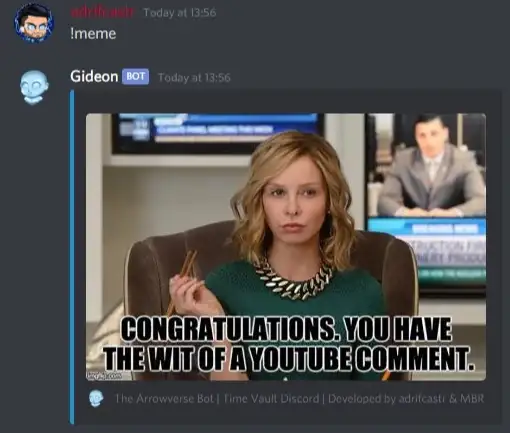 adrifcasti Today at 13:56
!meme
Gideon BOT Today at 13:56
CONGRATULATIONS. YOU HAVE
THE WIT OF A YOUTUBE COMMENT.
imgflip.com
The Arrowverse Bot | Time Vault Discord | Developed by adrifcasti & MBR